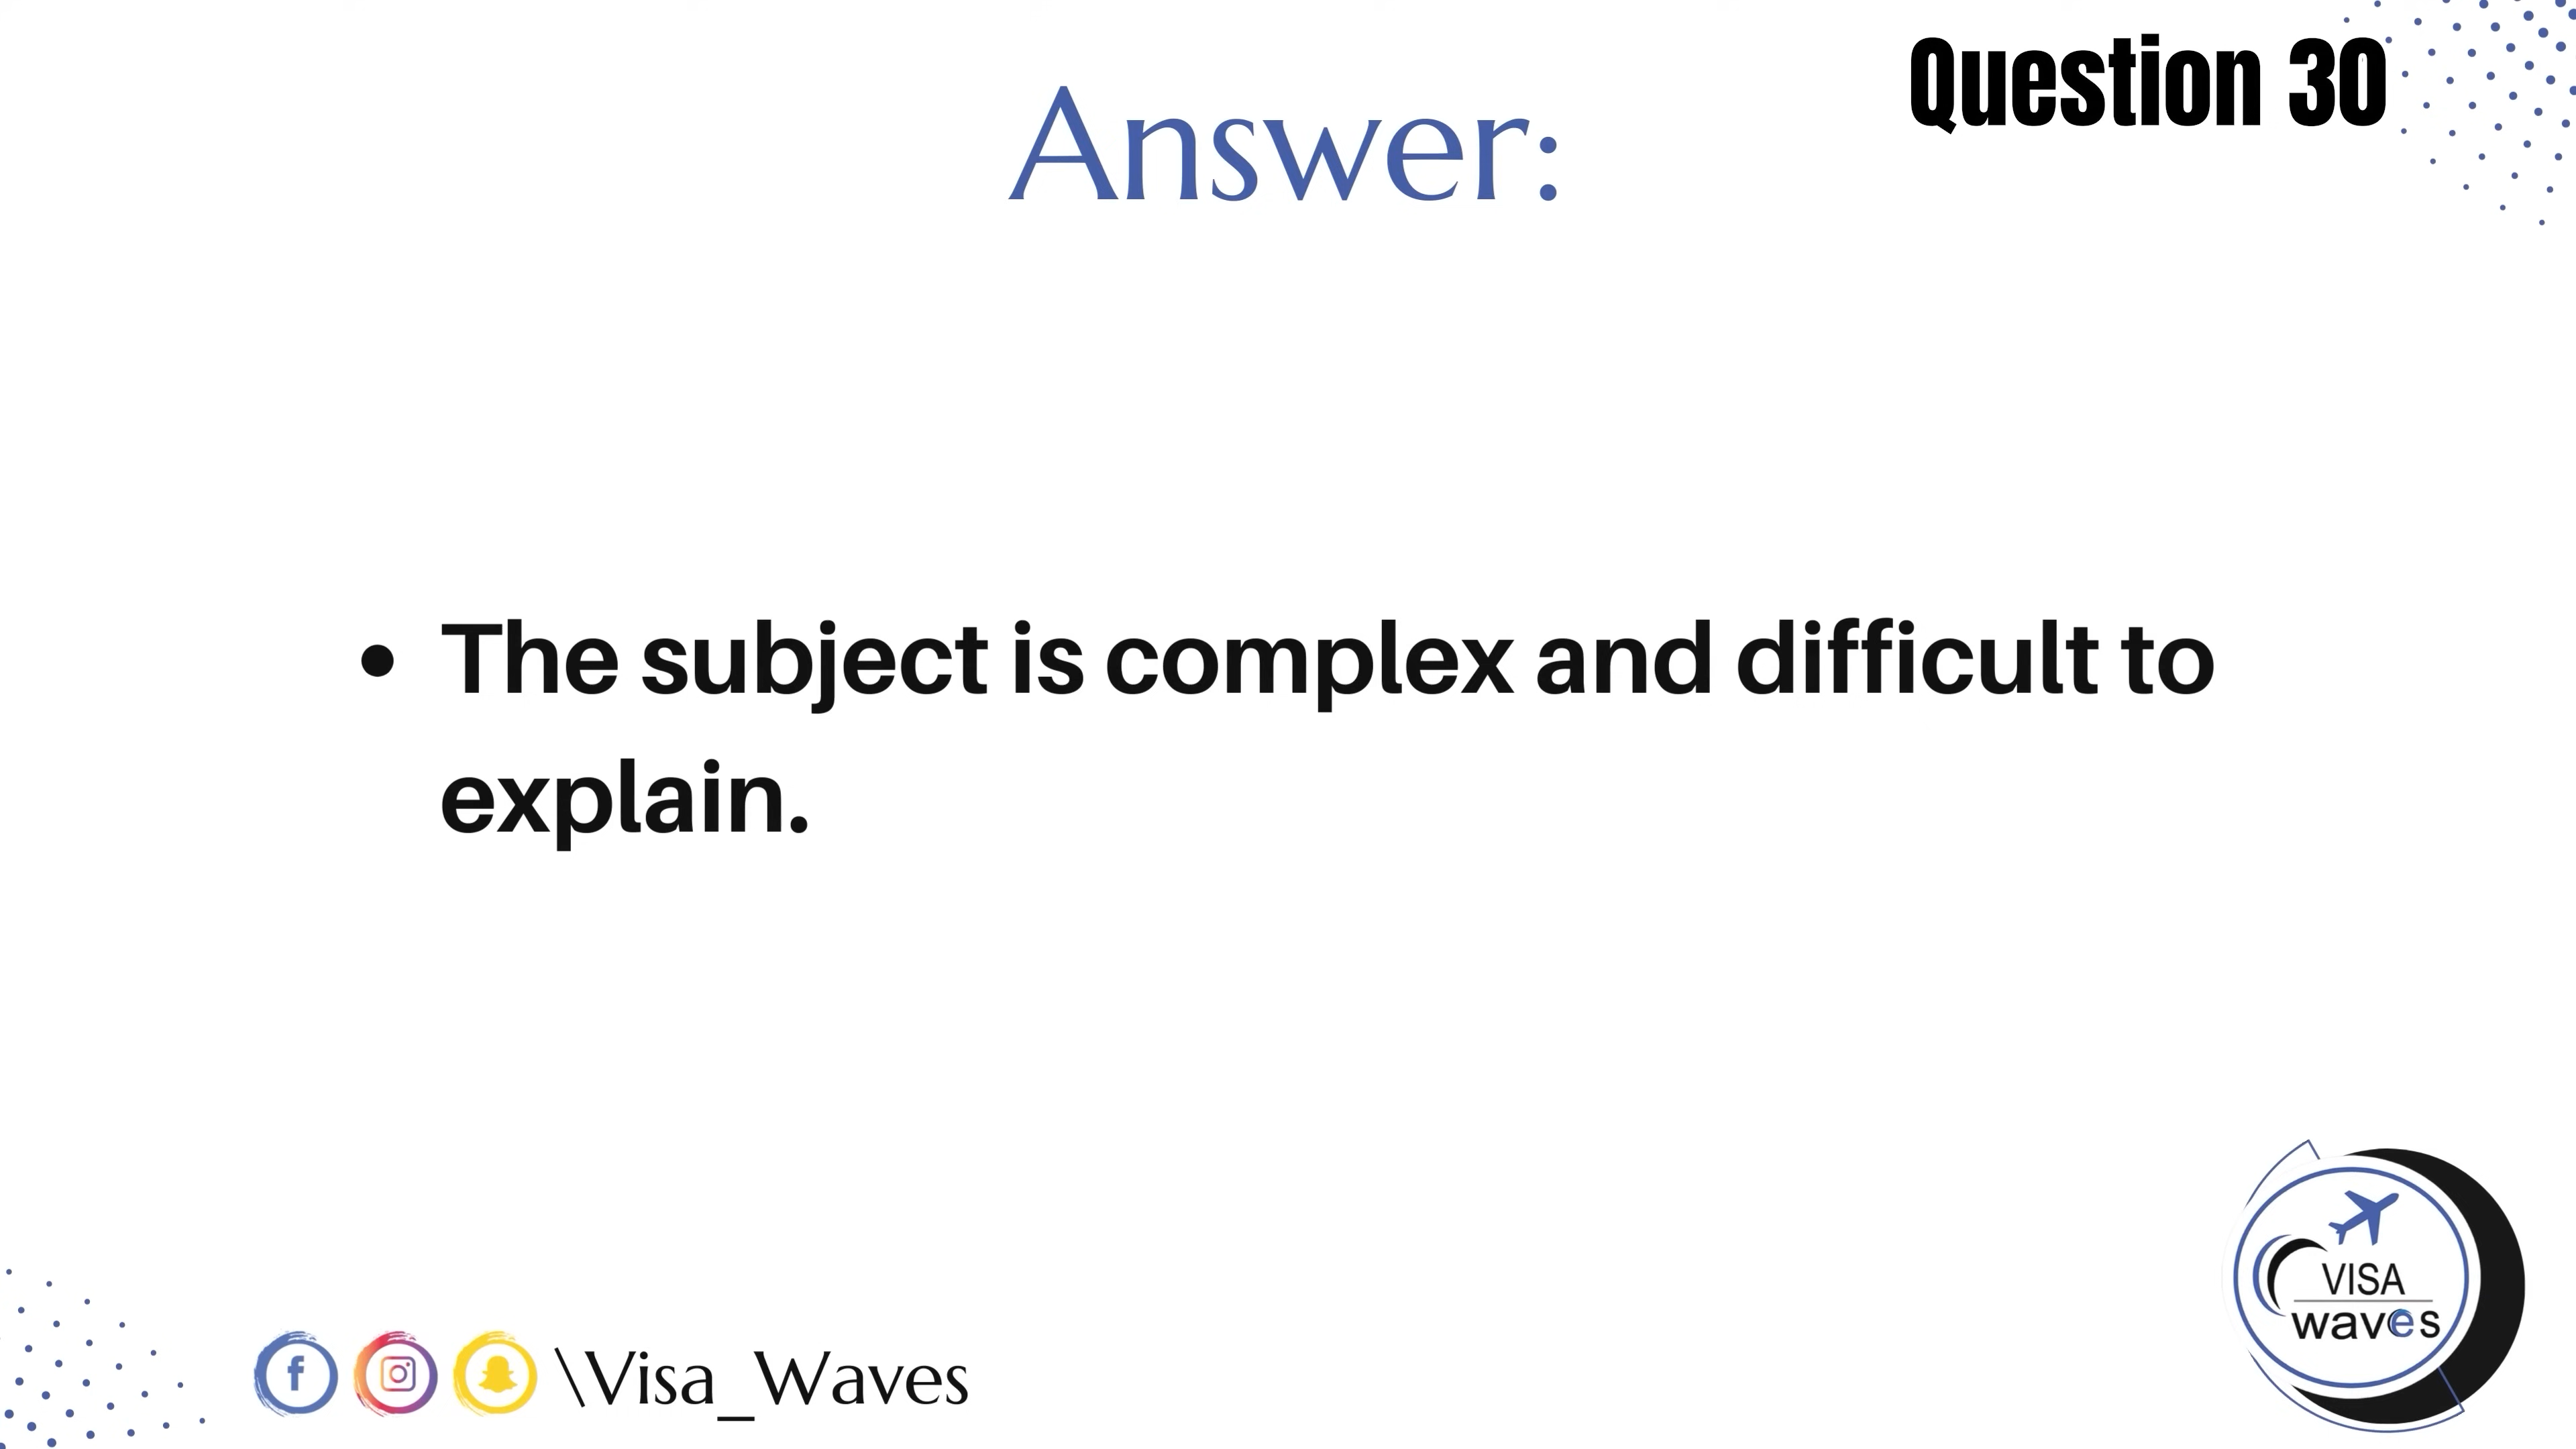 Question 30
Answer:
• The subject is complex and difficult to
explain.
\Visa_Waves
VISA
waves